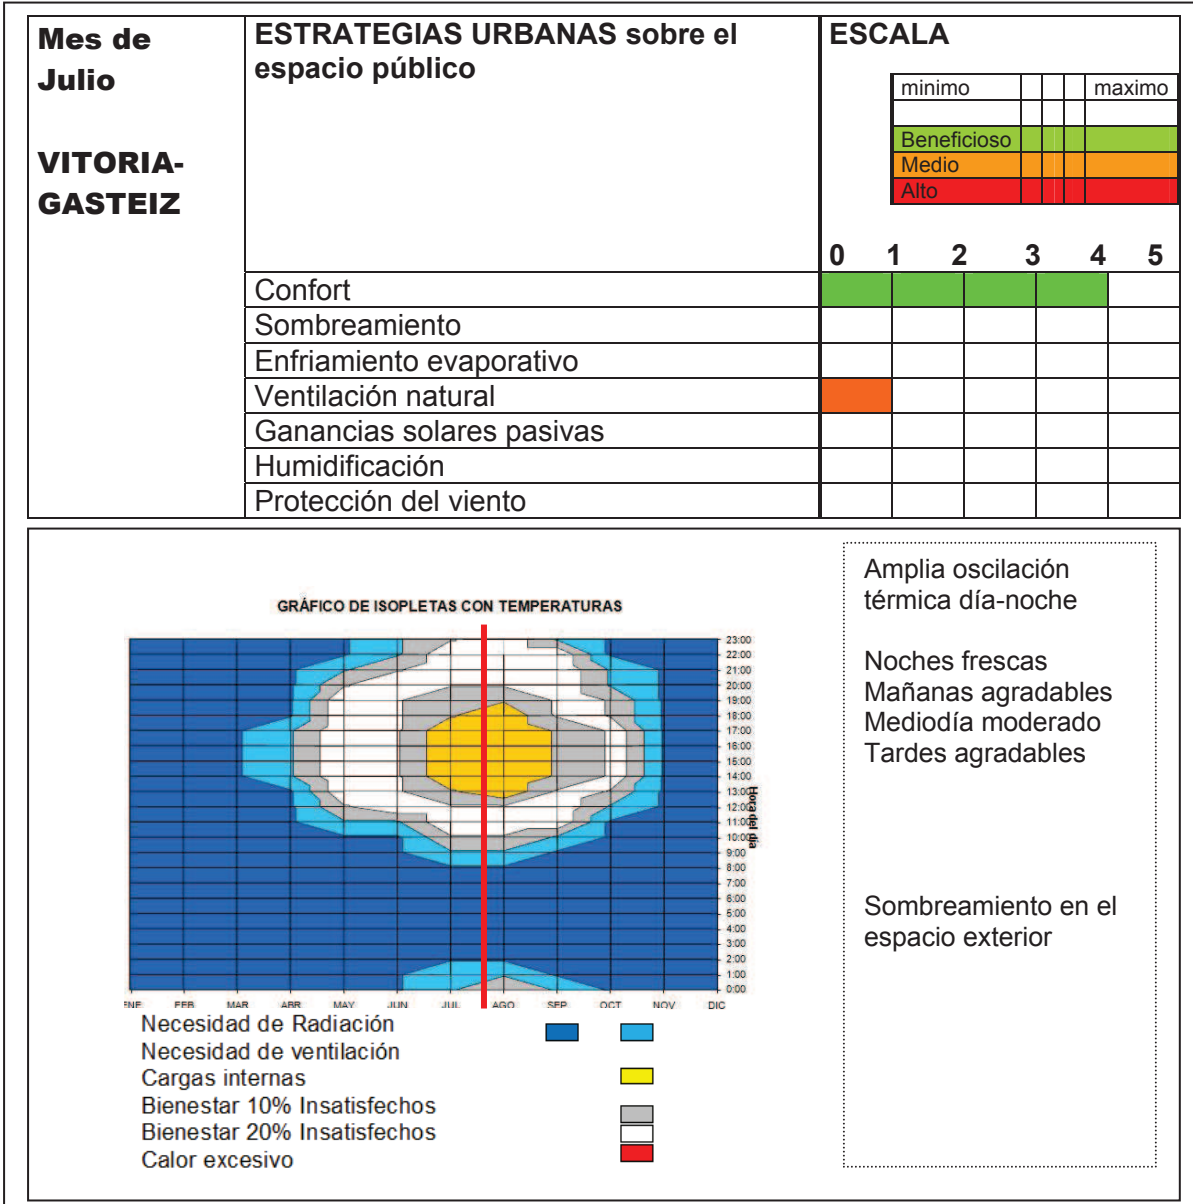 Mes de
Julio
VITORIA-
GASTEIZ
ESTRATEGIAS URBANAS sobre el
espacio público
ESCALA
minimo maximo
Beneficioso
Medio
Alto
0 1 2 3 4 5
Confort
Sombreamiento
Enfriamiento evaporativo
Ventilación natural
Ganancias solares pasivas
Humidificación
Protección del viento
GRÁFICO DE ISOPLETAS CON TEMPERATURAS
23:00
22:00
21:00
20:00
19:00
18:00
17:00
16:00
15:00
14:00
13:00
12:00
11:00
10:00
9:00
8:00
7:00
6:00
5:00
4:00
3:00
2:00
1:00
0:00
Hora del día
ENE FEB MAR ABR MAY JUN JUL AGO SEP OCT NOV DIC
Necesidad de Radiación
Necesidad de ventilación
Cargas internas
Bienestar 10% Insatisfechos
Bienestar 20% Insatisfechos
Calor excesivo
Amplia oscilación
térmica día-noche
Noches frescas
Mañanas agradables
Mediodía moderado
Tardes agradables
Sombreamiento en el
espacio exterior